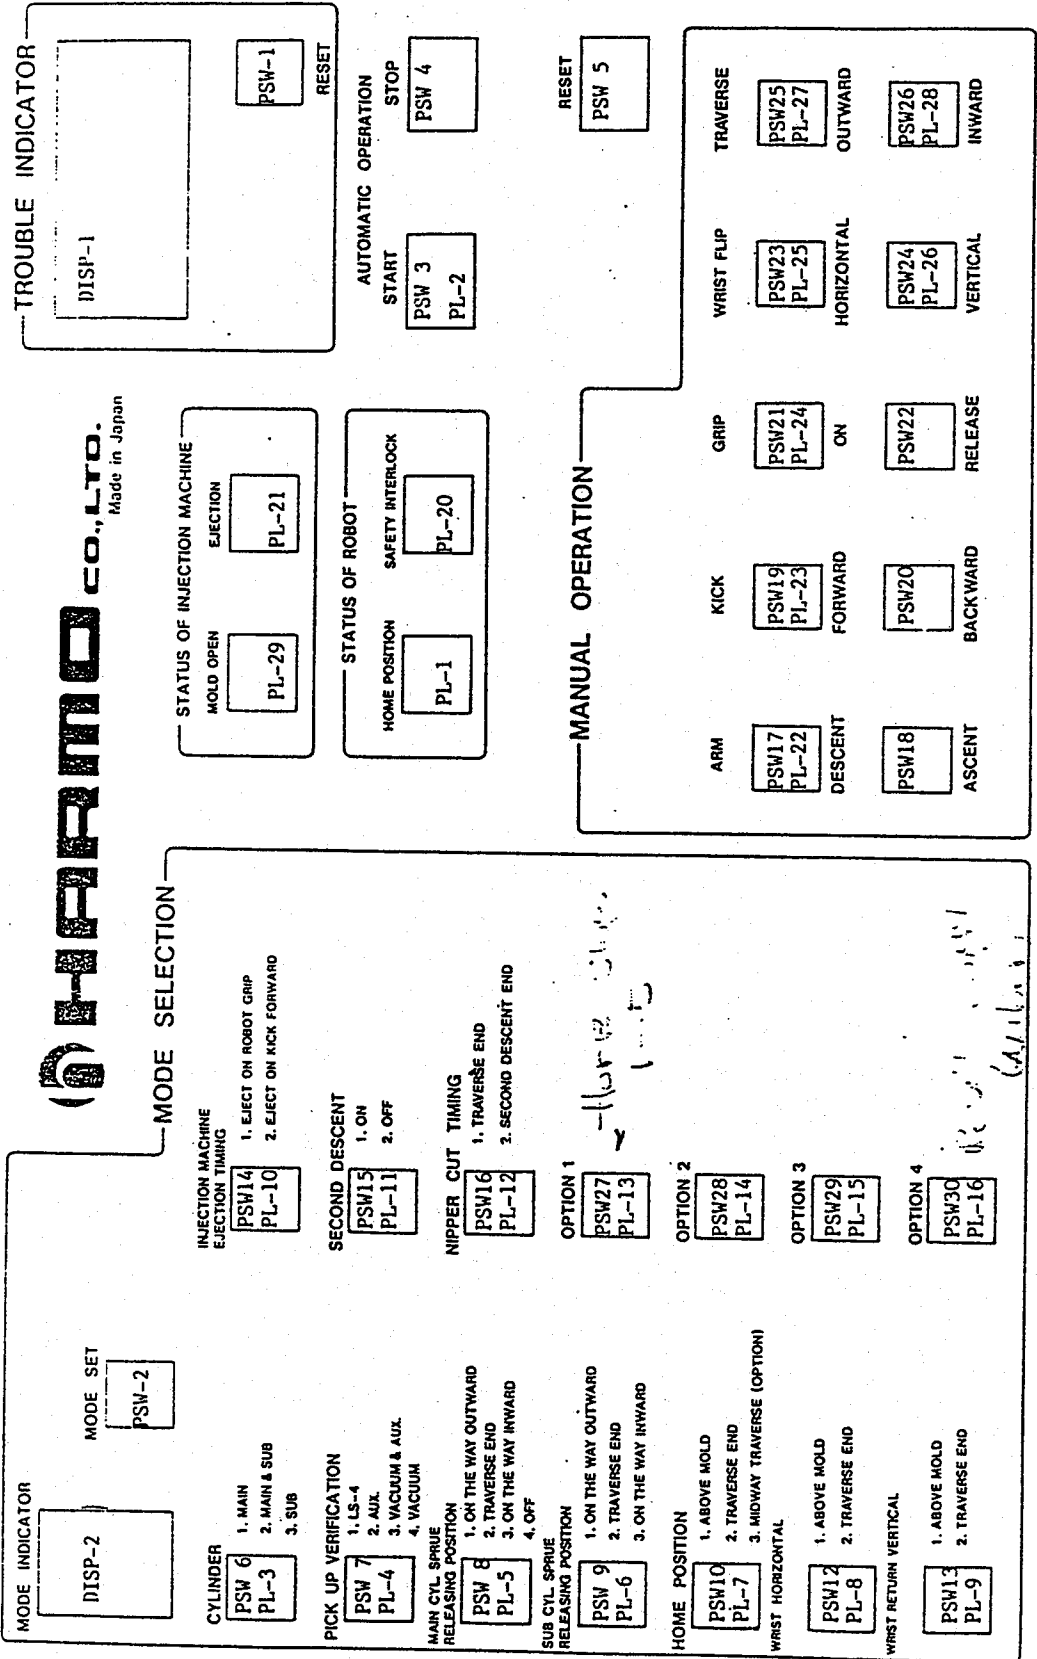 HARMO CO., LTD.
Made in Japan
TROUBLE INDICATOR
DISP-1
PSW-1
RESET
AUTOMATIC OPERATION
START
STOP
PSW 3
PL-2
PSW 4
RESET
PSW 5
STATUS OF INJECTION MACHINE
MOLD OPEN
EJECTION
PL-29
PL-21
STATUS OF ROBOT
HOME POSITION
SAFETY INTERLOCK
PL-1
PL-20
MODE SELECTION
MODE INDICATOR
DISP-2
MODE SET
PSW-2
CYLINDER
PSW 6
PL-3
1. MAIN
2. MAIN & SUB
3. SUB
PICK UP VERIFICATION
PSW 7
PL-4
1. LS-4
2. AUX.
3. VACUUM & AUX.
4. VACUUM
MAIN CYL. SPRUE
RELEASING POSITION
PSW 8
PL-5
1. ON THE WAY OUTWARD
2. TRAVERSE END
3. ON THE WAY INWARD
4. OFF
SUB CYL. SPRUE
RELEASING POSITION
PSW 9
PL-6
1. ON THE WAY OUTWARD
2. TRAVERSE END
3. ON THE WAY INWARD
HOME POSITION
PSW10
PL-7
1. ABOVE MOLD
2. TRAVERSE END
3. MIDWAY TRAVERSE (OPTION)
WRIST HORIZONTAL
PSW12
PL-8
1. ABOVE MOLD
2. TRAVERSE END
WRIST RETURN VERTICAL
PSW13
PL-9
1. ABOVE MOLD
2. TRAVERSE END
INJECTION MACHINE
EJECTION TIMING
PSW14
PL-10
1. EJECT ON ROBOT GRIP
2. EJECT ON KICK FORWARD
SECOND DESCENT
PSW15
PL-11
1. ON
2. OFF
NIPPER CUT TIMING
PSW16
PL-12
1. TRAVERSE END
2. SECOND DESCENT END
OPTION 1
PSW27
PL-13
OPTION 2
PSW28
PL-14
OPTION 3
PSW29
PL-15
OPTION 4
PSW30
PL-16
MANUAL OPERATION
ARM
KICK
GRIP
WRIST FLIP
TRAVERSE
PSW17
PL-22
PSW19
PL-23
PSW21
PL-24
PSW23
PL-25
PSW25
PL-27
DESCENT
FORWARD
ON
HORIZONTAL
OUTWARD
PSW18
PSW20
PSW22
PSW24
PL-26
PSW26
PL-28
ASCENT
BACKWARD
RELEASE
VERTICAL
INWARD